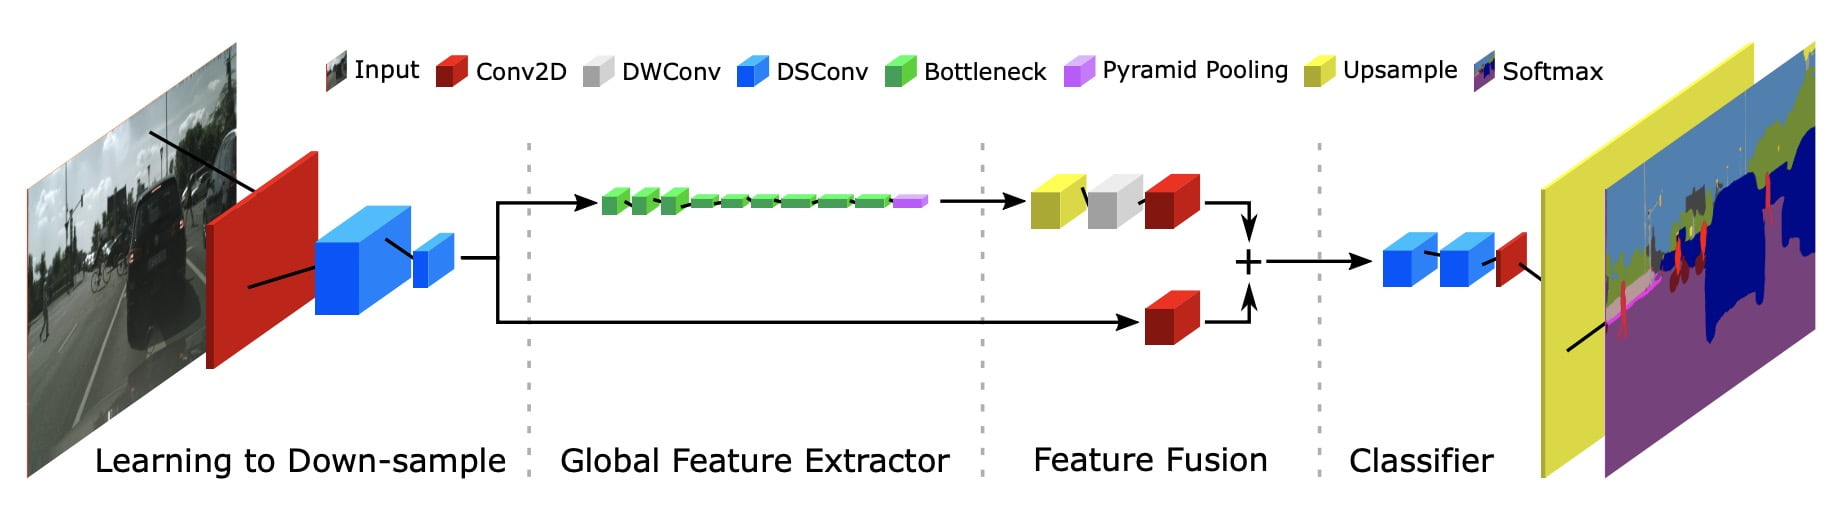 Input Conv2D DWConv DSConv Bottleneck Pyramid Pooling Upsample Softmax
+
Learning to Down-sample Global Feature Extractor Feature Fusion Classifier